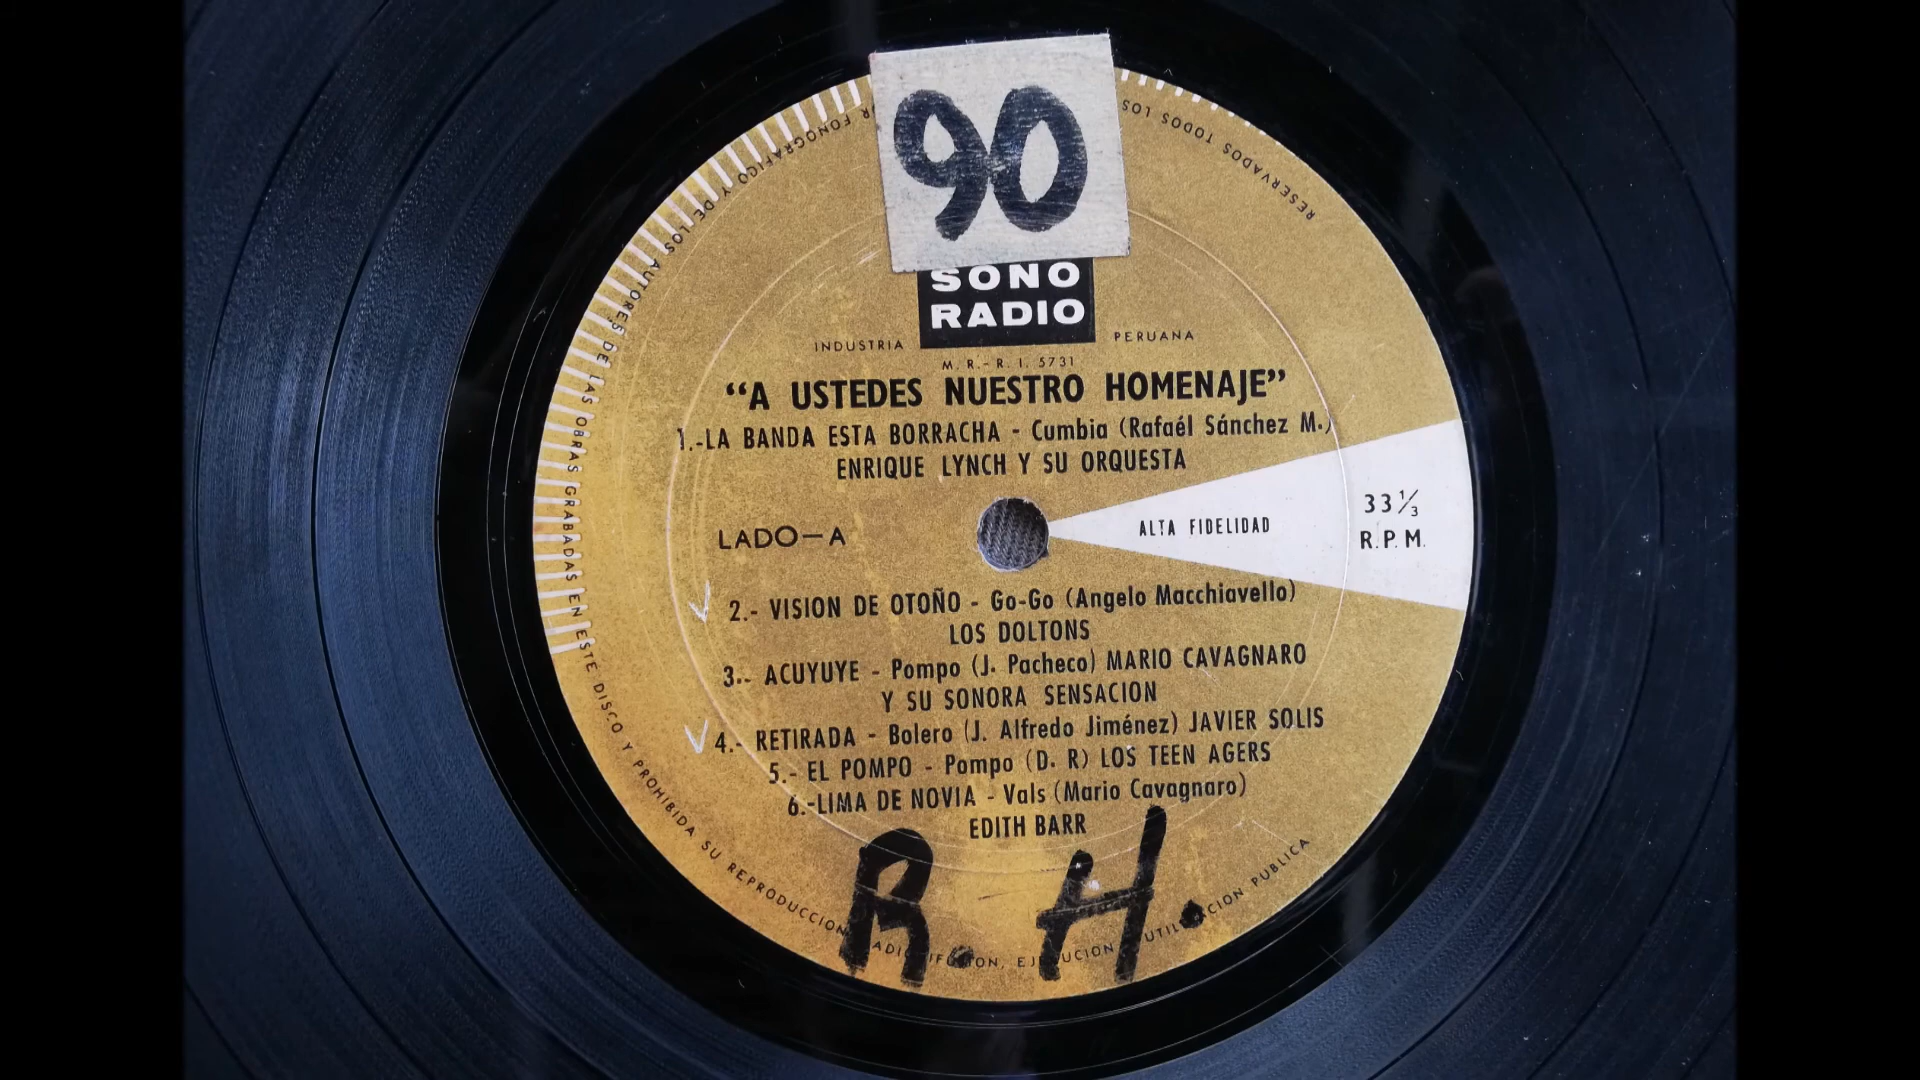 90
SONO
RADIO
INDUSTRIA PERUANA
M. R.- R. I. 5731
“A USTEDES NUESTRO HOMENAJE”
1.-LA BANDA ESTA BORRACHA - Cumbia (Rafaél Sánchez M.)
ENRIQUE LYNCH Y SU ORQUESTA
LADO-A
ALTA FIDELIDAD
33⅓
R.P.M.
2.- VISION DE OTOÑO - Go-Go (Angelo Macchiavello)
LOS DOLTONS
3.- ACUYUYE - Pompo (J. Pacheco) MARIO CAVAGNARO
Y SU SONORA SENSACION
4.- RETIRADA - Bolero (J. Alfredo Jiménez) JAVIER SOLIS
5.- EL POMPO - Pompo (D. R) LOS TEEN AGERS
6.-LIMA DE NOVIA - Vals (Mario Cavagnaro)
EDITH BARR
R. H.
RESERVADOS TODOS LOS FONOGRAFICO Y DE LOS AUTORES DE LAS OBRAS GRABADAS EN ESTE DISCO Y PROHIBIDA SU REPRODUCCION, EJECUCION PUBLICA